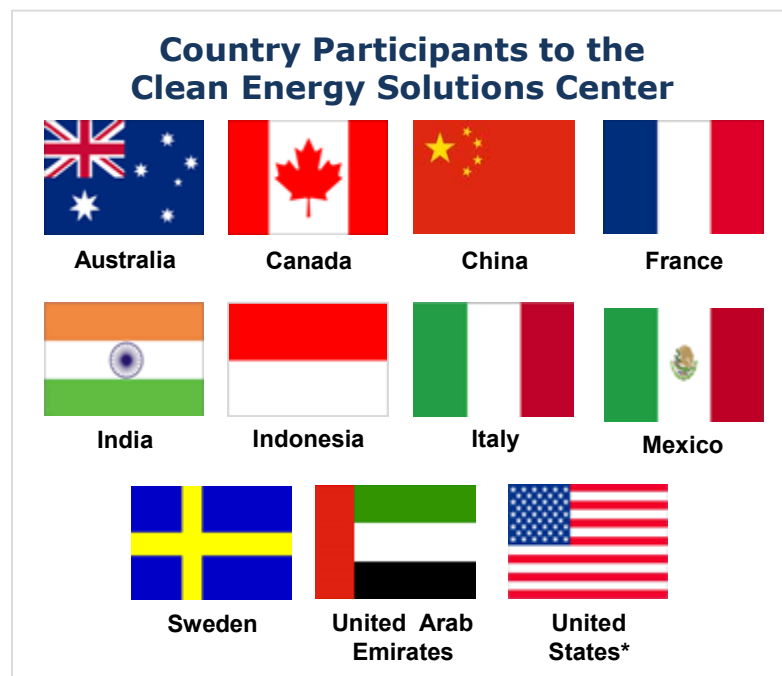 Country Participants to the
Clean Energy Solutions Center
Australia
Canada
China
France
India
Indonesia
Italy
Mexico
Sweden
United Arab
Emirates
United
States*